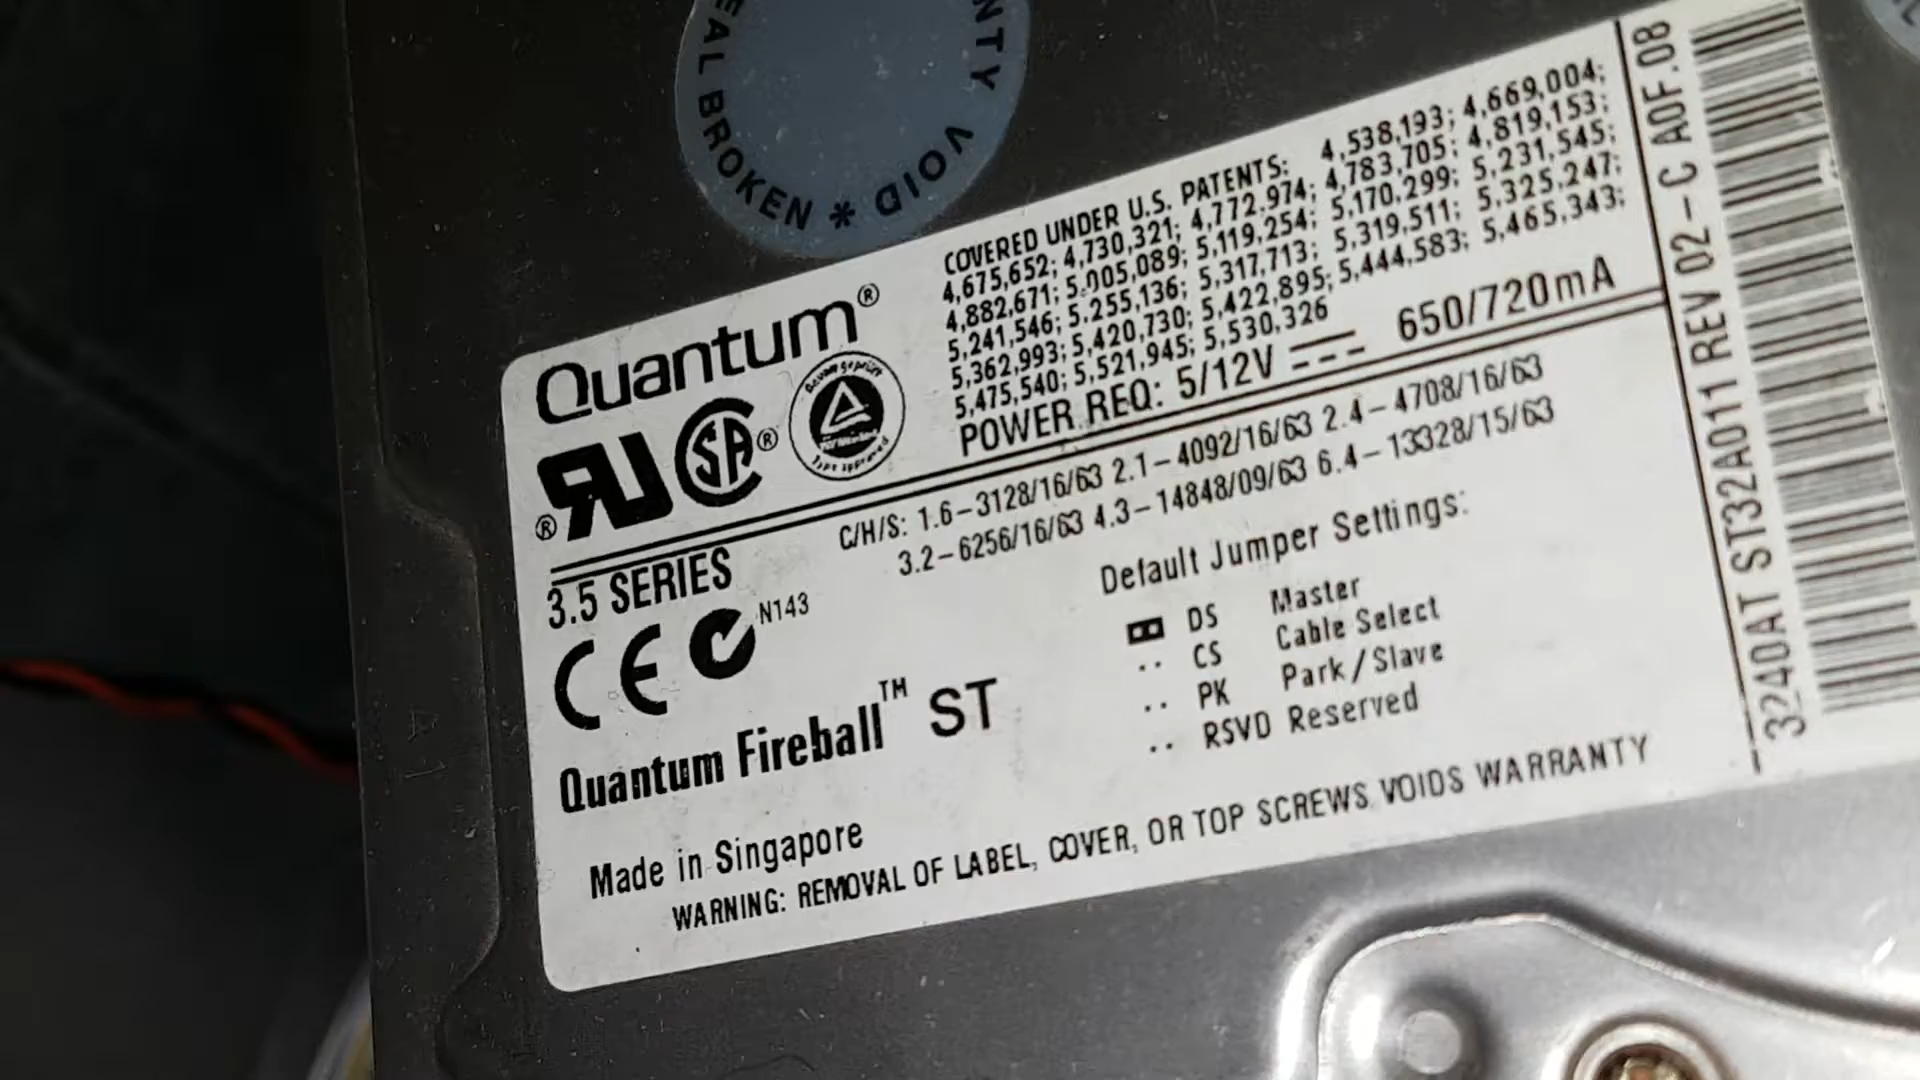 EAL BROKEN * VOID
NTY
Quantum®
COVERED UNDER U.S. PATENTS: 4,538,193; 4,669,004;
4,675,652; 4,730,321; 4,772,974; 4,783,705; 4,819,153;
4,882,671; 5,005,089; 5,119,254; 5,170,299; 5,231,545;
5,241,546; 5,255,136; 5,317,713; 5,319,511; 5,325,247;
5,362,993; 5,420,730; 5,422,895; 5,444,583; 5,465,343;
5,475,540; 5,521,945; 5,530,326
POWER REQ: 5/12V 650/720mA
Type approved
3.5 SERIES
C/H/S: 1.6-3128/16/63 2.1-4092/16/63 2.4-4708/16/63
3.2-6256/16/63 4.3-14848/09/63 6.4-13328/15/63
CE N143
Default Jumper Settings:
DS Master
.. CS Cable Select
.. PK Park/Slave
.. RSVD Reserved
Quantum Fireball™ ST
Made in Singapore
WARNING: REMOVAL OF LABEL, COVER, OR TOP SCREWS VOIDS WARRANTY
3240AT ST32A011 REV 02-C A0F.08